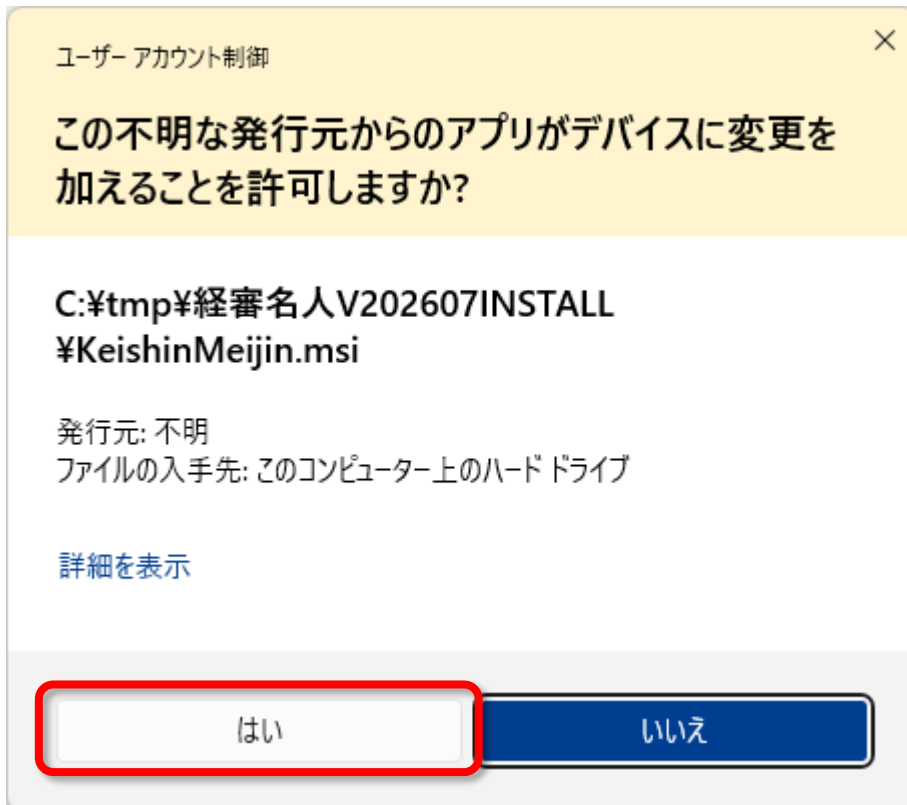 ユーザー アカウント制御
この不明な発行元からのアプリがデバイスに変更を
加えることを許可しますか?
C:¥tmp¥経審名人V202607INSTALL
¥KeishinMeijin.msi
発行元: 不明
ファイルの入手先: このコンピューター上のハード ドライブ
詳細を表示
はい
いいえ